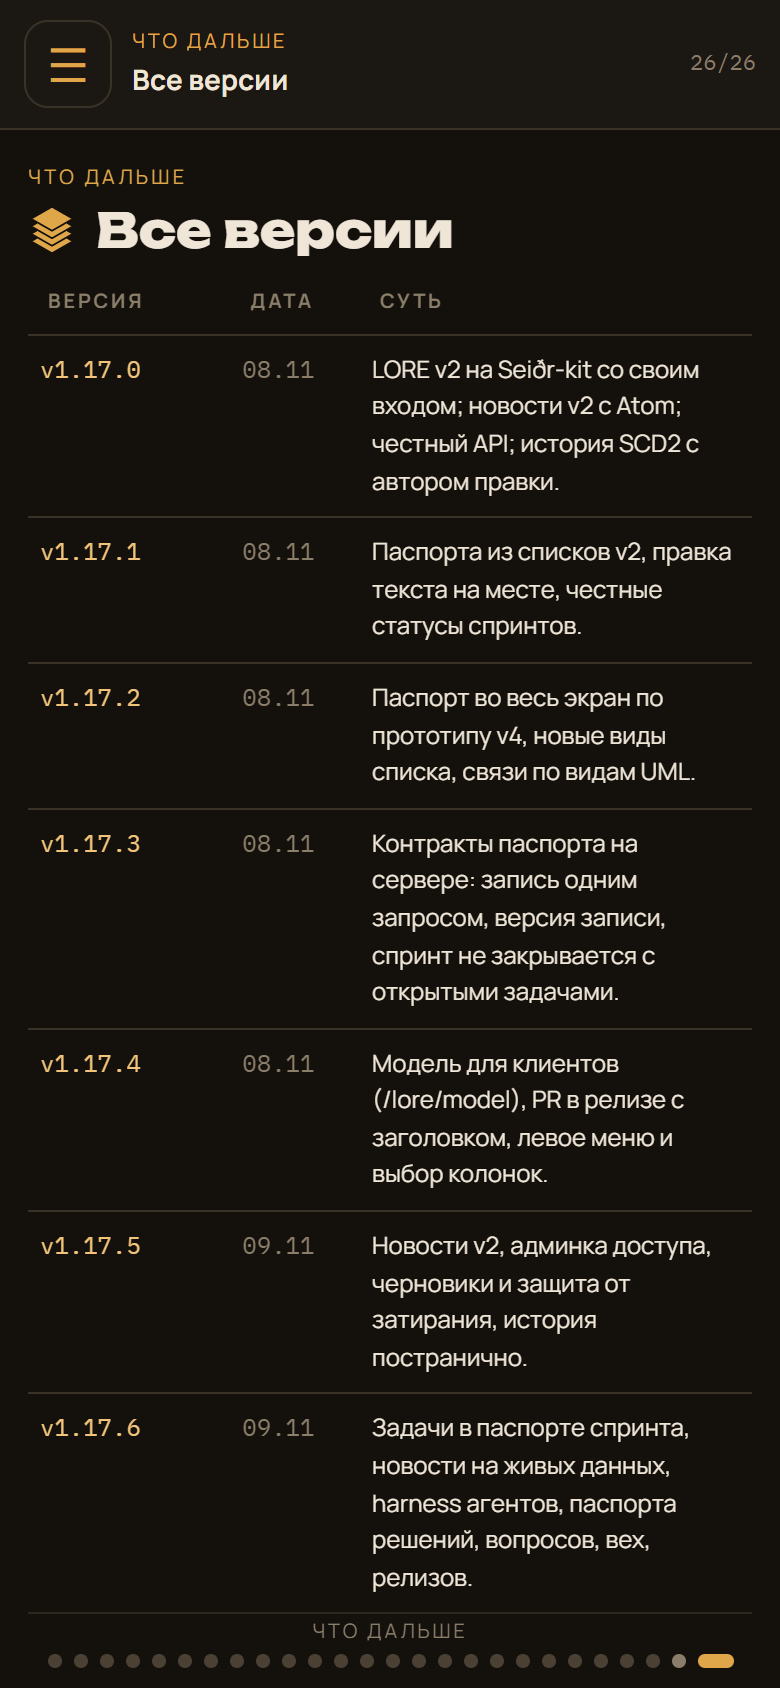 ЧТО ДАЛЬШЕ
Все версии
26/26
ЧТО ДАЛЬШЕ
Все версии
ВЕРСИЯ ДАТА СУТЬ
v1.17.0 08.11 LORE v2 на Seiðr-kit со своим
входом; новости v2 с Atom;
честный API; история SCD2 с
автором правки.
v1.17.1 08.11 Паспорта из списков v2, правка
текста на месте, честные
статусы спринтов.
v1.17.2 08.11 Паспорт во весь экран по
прототипу v4, новые виды
списка, связи по видам UML.
v1.17.3 08.11 Контракты паспорта на
сервере: запись одним
запросом, версия записи,
спринт не закрывается с
открытыми задачами.
v1.17.4 08.11 Модель для клиентов
(/lore/model), PR в релизе с
заголовком, левое меню и
выбор колонок.
v1.17.5 09.11 Новости v2, админка доступа,
черновики и защита от
затирания, история
постранично.
v1.17.6 09.11 Задачи в паспорте спринта,
новости на живых данных,
harness агентов, паспорта
решений, вопросов, вех,
релизов.
ЧТО ДАЛЬШЕ